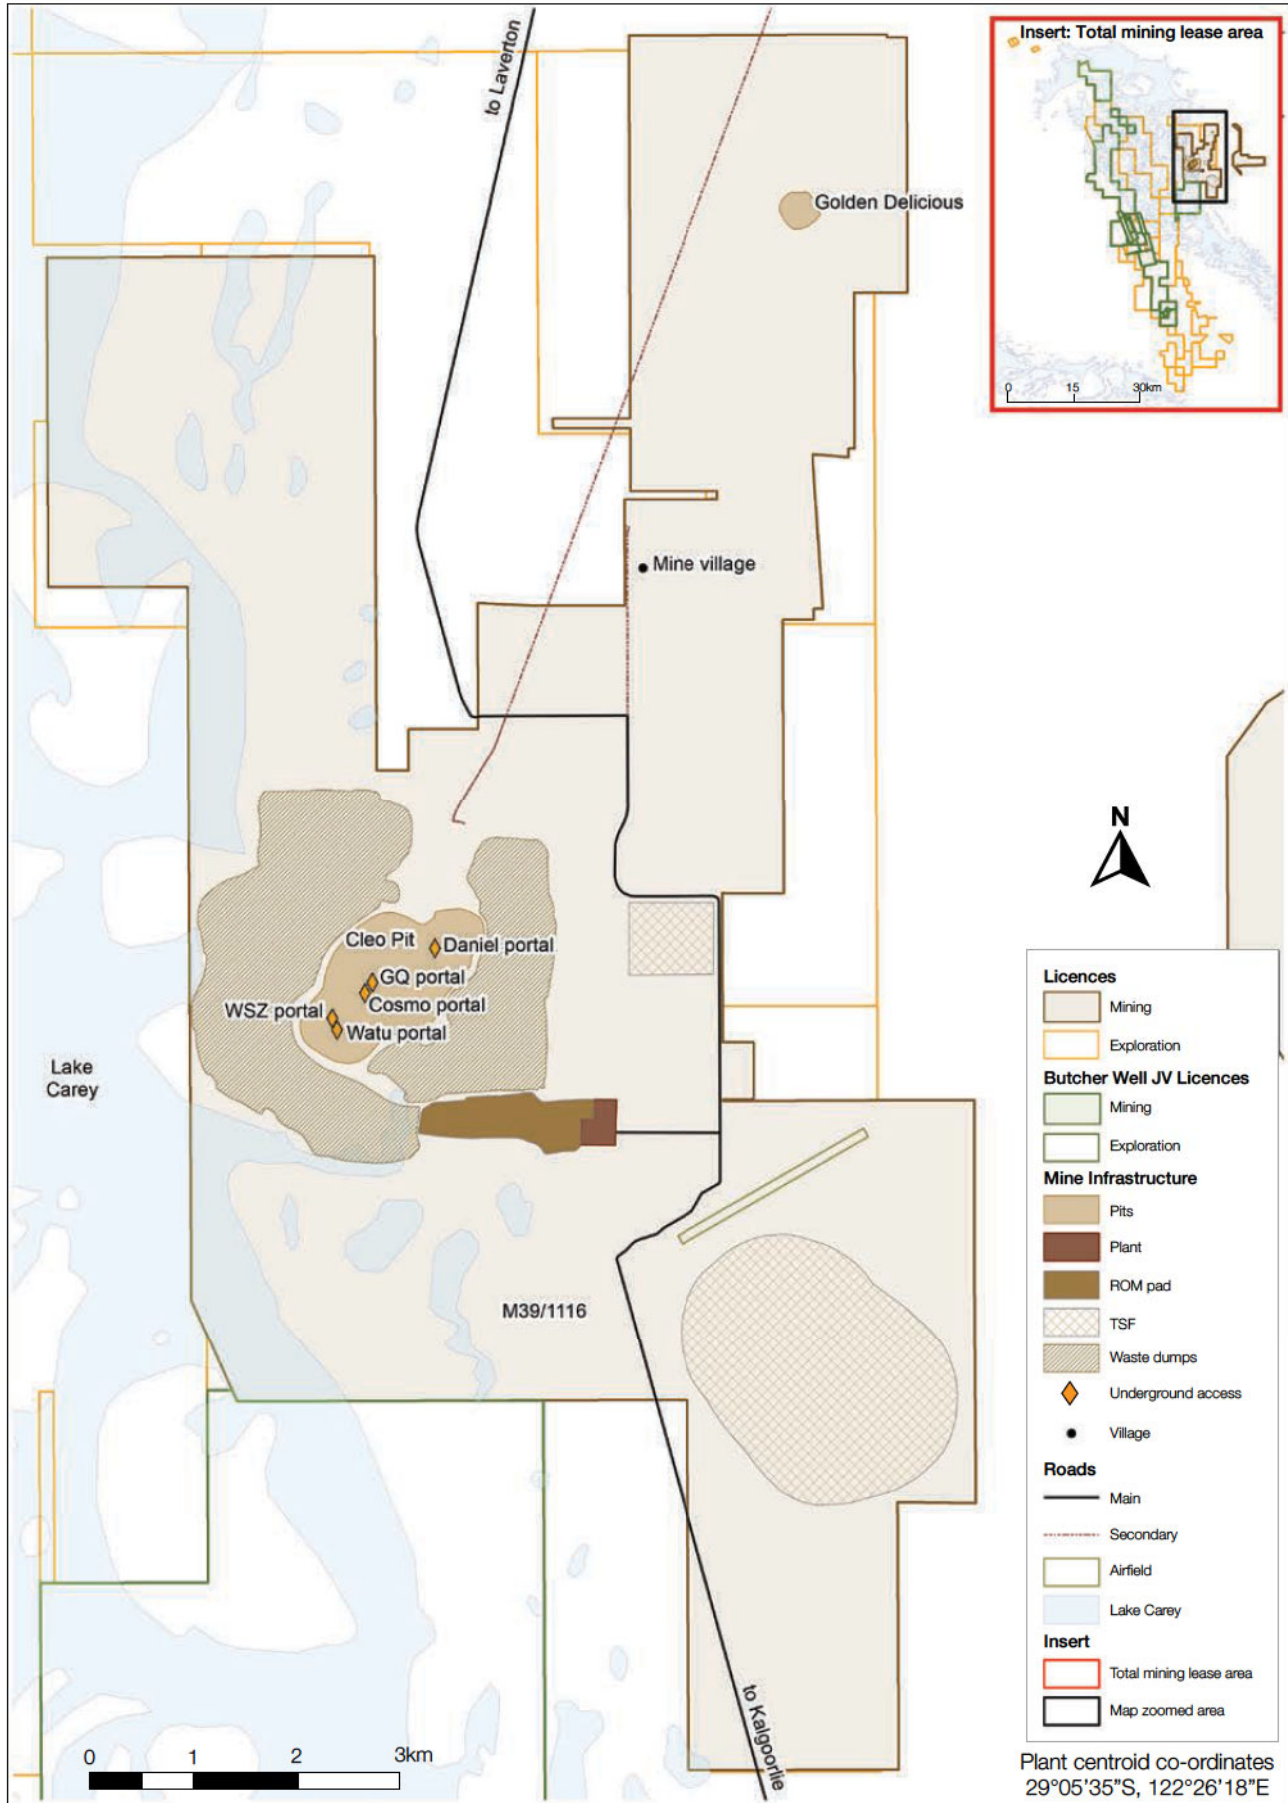 Insert: Total mining lease area
0 15 30km
to Laverton
Golden Delicious
Mine village
N
Cleo Pit
Daniel portal
GQ portal
Cosmo portal
WSZ portal
Watu portal
Lake
Carey
M39/1116
to Kalgoorlie
0 1 2 3km
Licences
Mining
Exploration
Butcher Well JV Licences
Mining
Exploration
Mine Infrastructure
Pits
Plant
ROM pad
TSF
Waste dumps
Underground access
Village
Roads
Main
Secondary
Airfield
Lake Carey
Insert
Total mining lease area
Map zoomed area
Plant centroid co-ordinates
29°05’35”S, 122°26’18”E